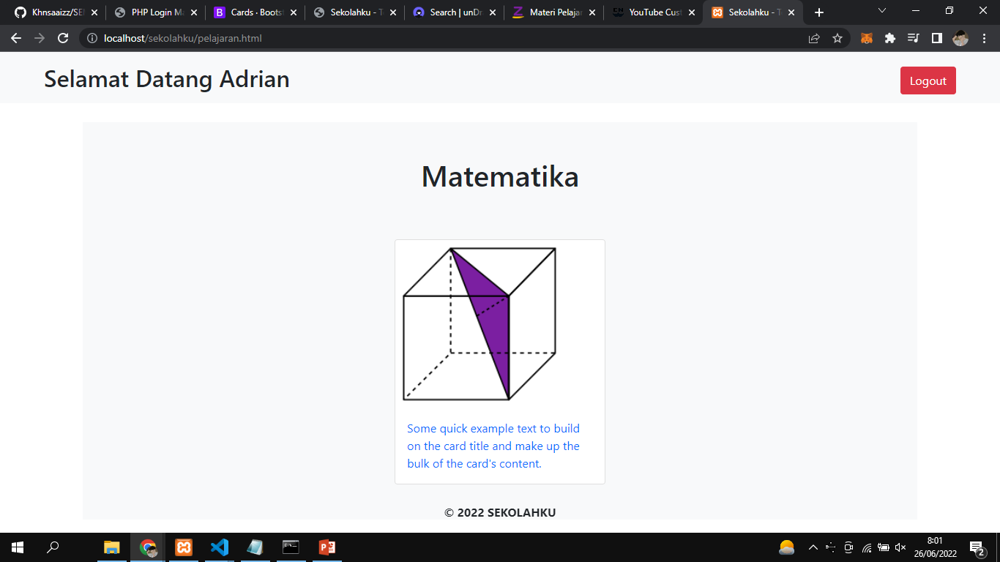 Khnsaaizz/SE
PHP Login Ma
Cards · Boots
Sekolahku - T
Search | unDr
Materi Pelajar
YouTube Cust
Sekolahku - T
localhost/sekolahku/pelajaran.html
Selamat Datang Adrian
Logout
Matematika
Some quick example text to build
on the card title and make up the
bulk of the card's content.
© 2022 SEKOLAHKU
8:01
26/06/2022
2